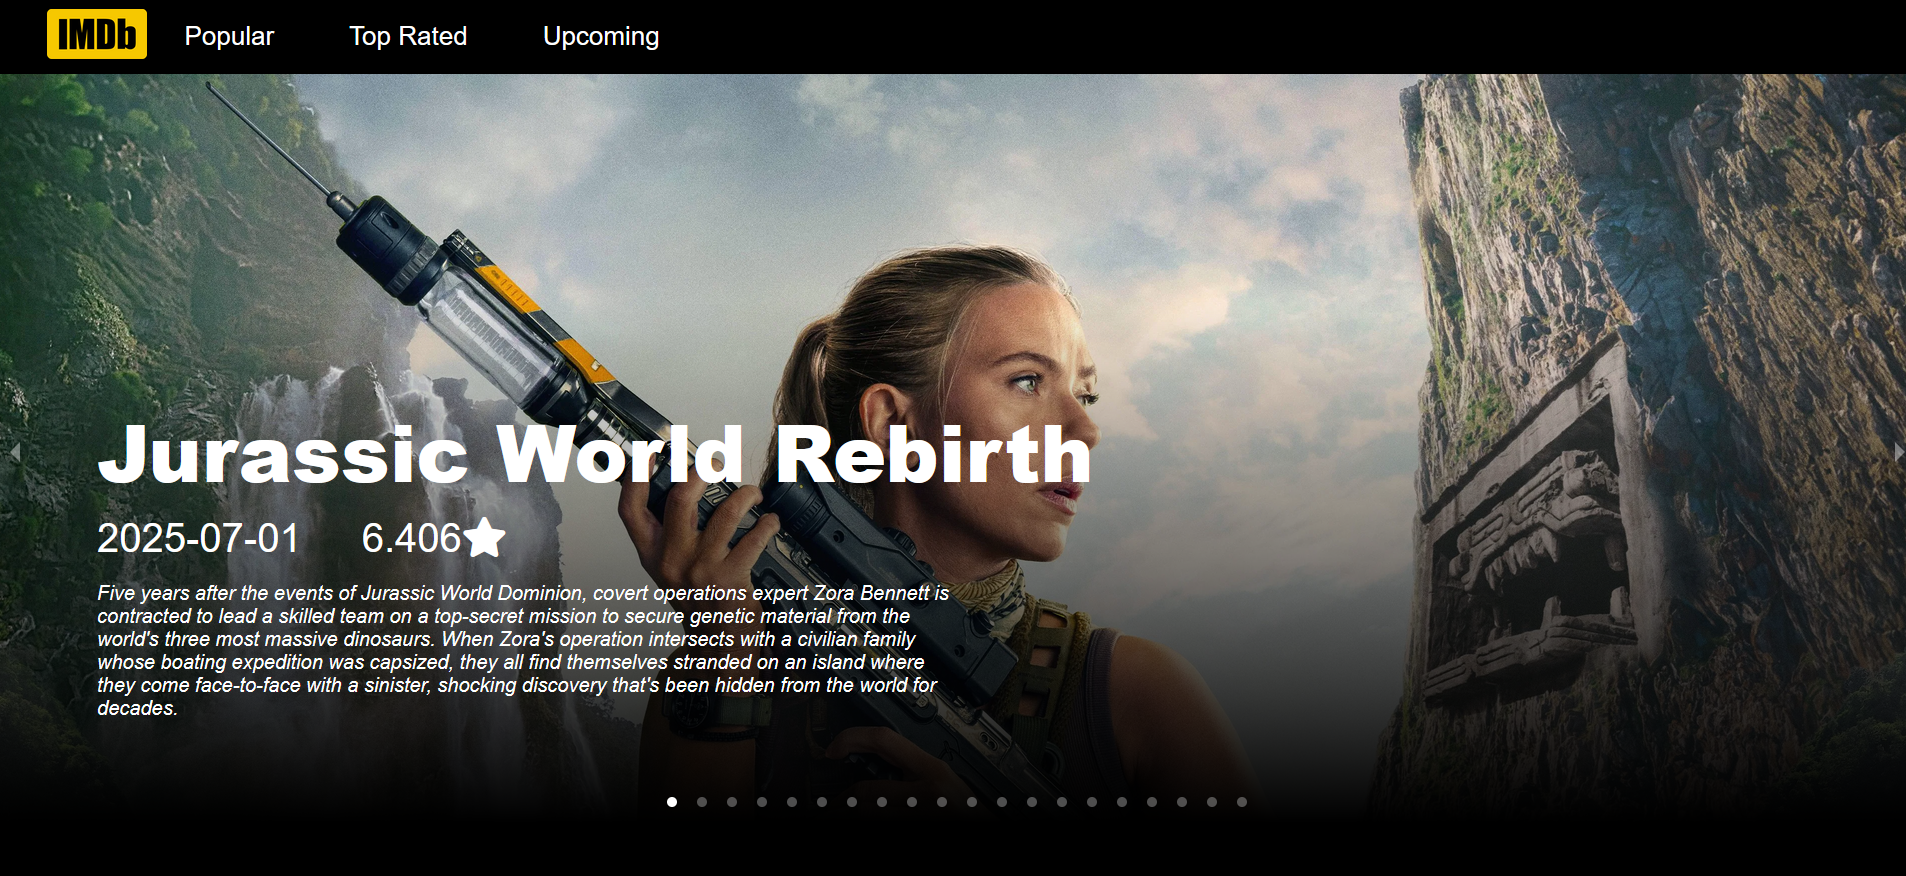 IMDb Popular Top Rated Upcoming
Jurassic World Rebirth
2025-07-01 6.406
Five years after the events of Jurassic World Dominion, covert operations expert Zora Bennett is
contracted to lead a skilled team on a top-secret mission to secure genetic material from the
world's three most massive dinosaurs. When Zora's operation intersects with a civilian family
whose boating expedition was capsized, they all find themselves stranded on an island where
they come face-to-face with a sinister, shocking discovery that's been hidden from the world for
decades.